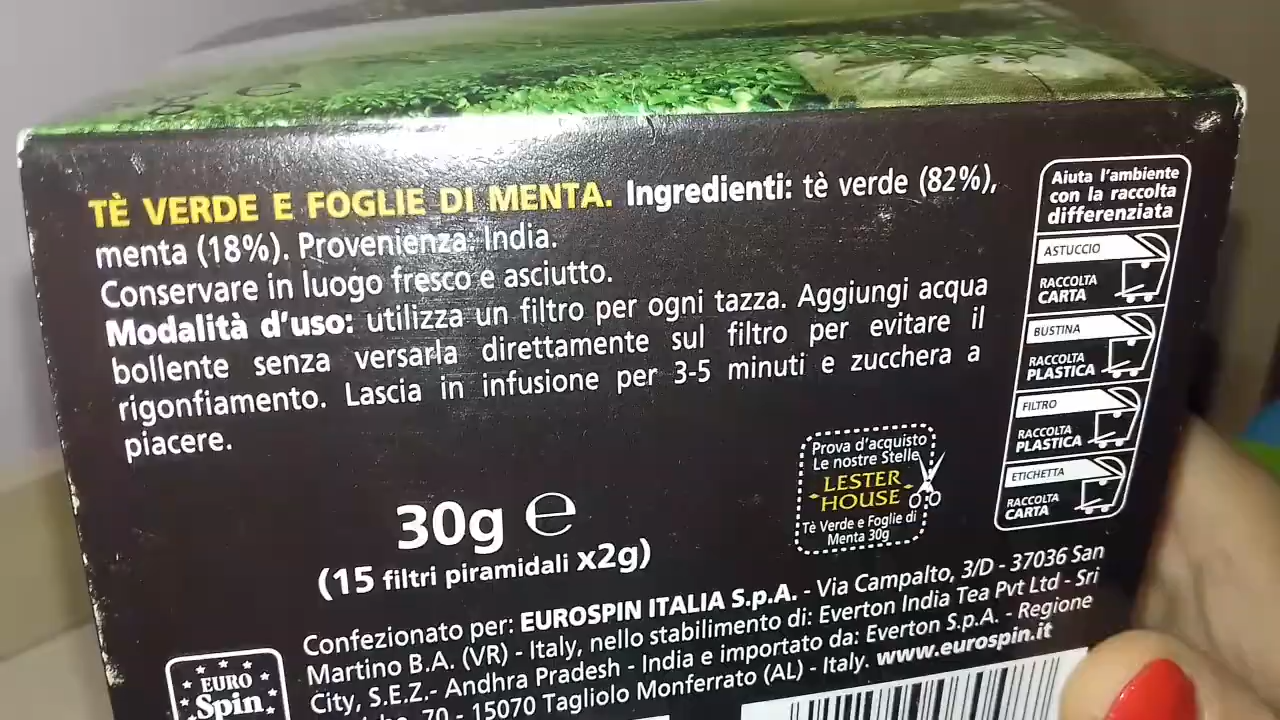 TÈ VERDE E FOGLIE DI MENTA. Ingredienti: tè verde (82%),
menta (18%). Provenienza: India.
Conservare in luogo fresco e asciutto.
Modalità d'uso: utilizza un filtro per ogni tazza. Aggiungi acqua
bollente senza versarla direttamente sul filtro per evitare il
rigonfiamento. Lascia in infusione per 3-5 minuti e zucchera a
piacere.
30g e
(15 filtri piramidali x2g)
Prova d'acquisto
Le nostre Stelle
LESTER
HOUSE
Tè Verde e Foglie di
Menta 30g
Aiuta l'ambiente
con la raccolta
differenziata
ASTUCCIO
RACCOLTA
CARTA
BUSTINA
RACCOLTA
PLASTICA
FILTRO
RACCOLTA
PLASTICA
ETICHETTA
RACCOLTA
CARTA
Confezionato per: EUROSPIN ITALIA S.p.A. - Via Campalto, 3/D - 37036 San
Martino B.A. (VR) - Italy, nello stabilimento di: Everton India Tea Pvt Ltd - Sri
City, S.E.Z.- Andhra Pradesh - India e importato da: Everton S.p.A. - Regione
70 - 15070 Tagliolo Monferrato (AL) - Italy. www.eurospin.it
EURO
Spin